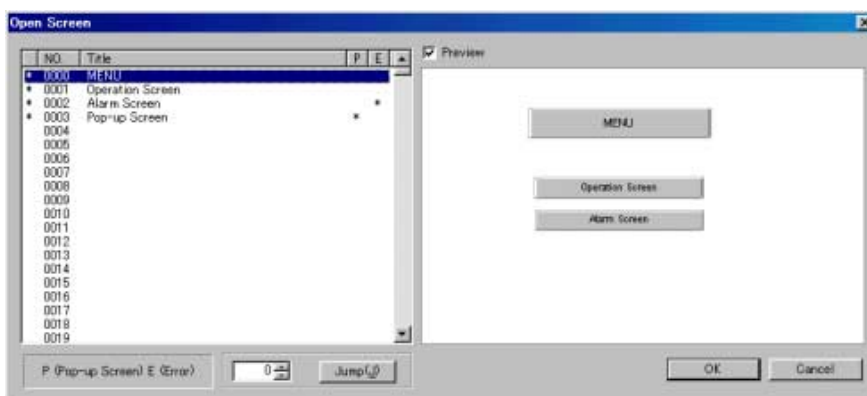 Open Screen
NO. Title P E
* 0000 MENU
* 0001 Operation Screen
* 0002 Alarm Screen *
* 0003 Pop-up Screen *
0004
0005
0006
0007
0008
0009
0010
0011
0012
0013
0014
0015
0016
0017
0018
0019
P (Pop-up Screen) E (Error)
0
Jump(J)
Preview
MENU
Operation Screen
Alarm Screen
OK
Cancel